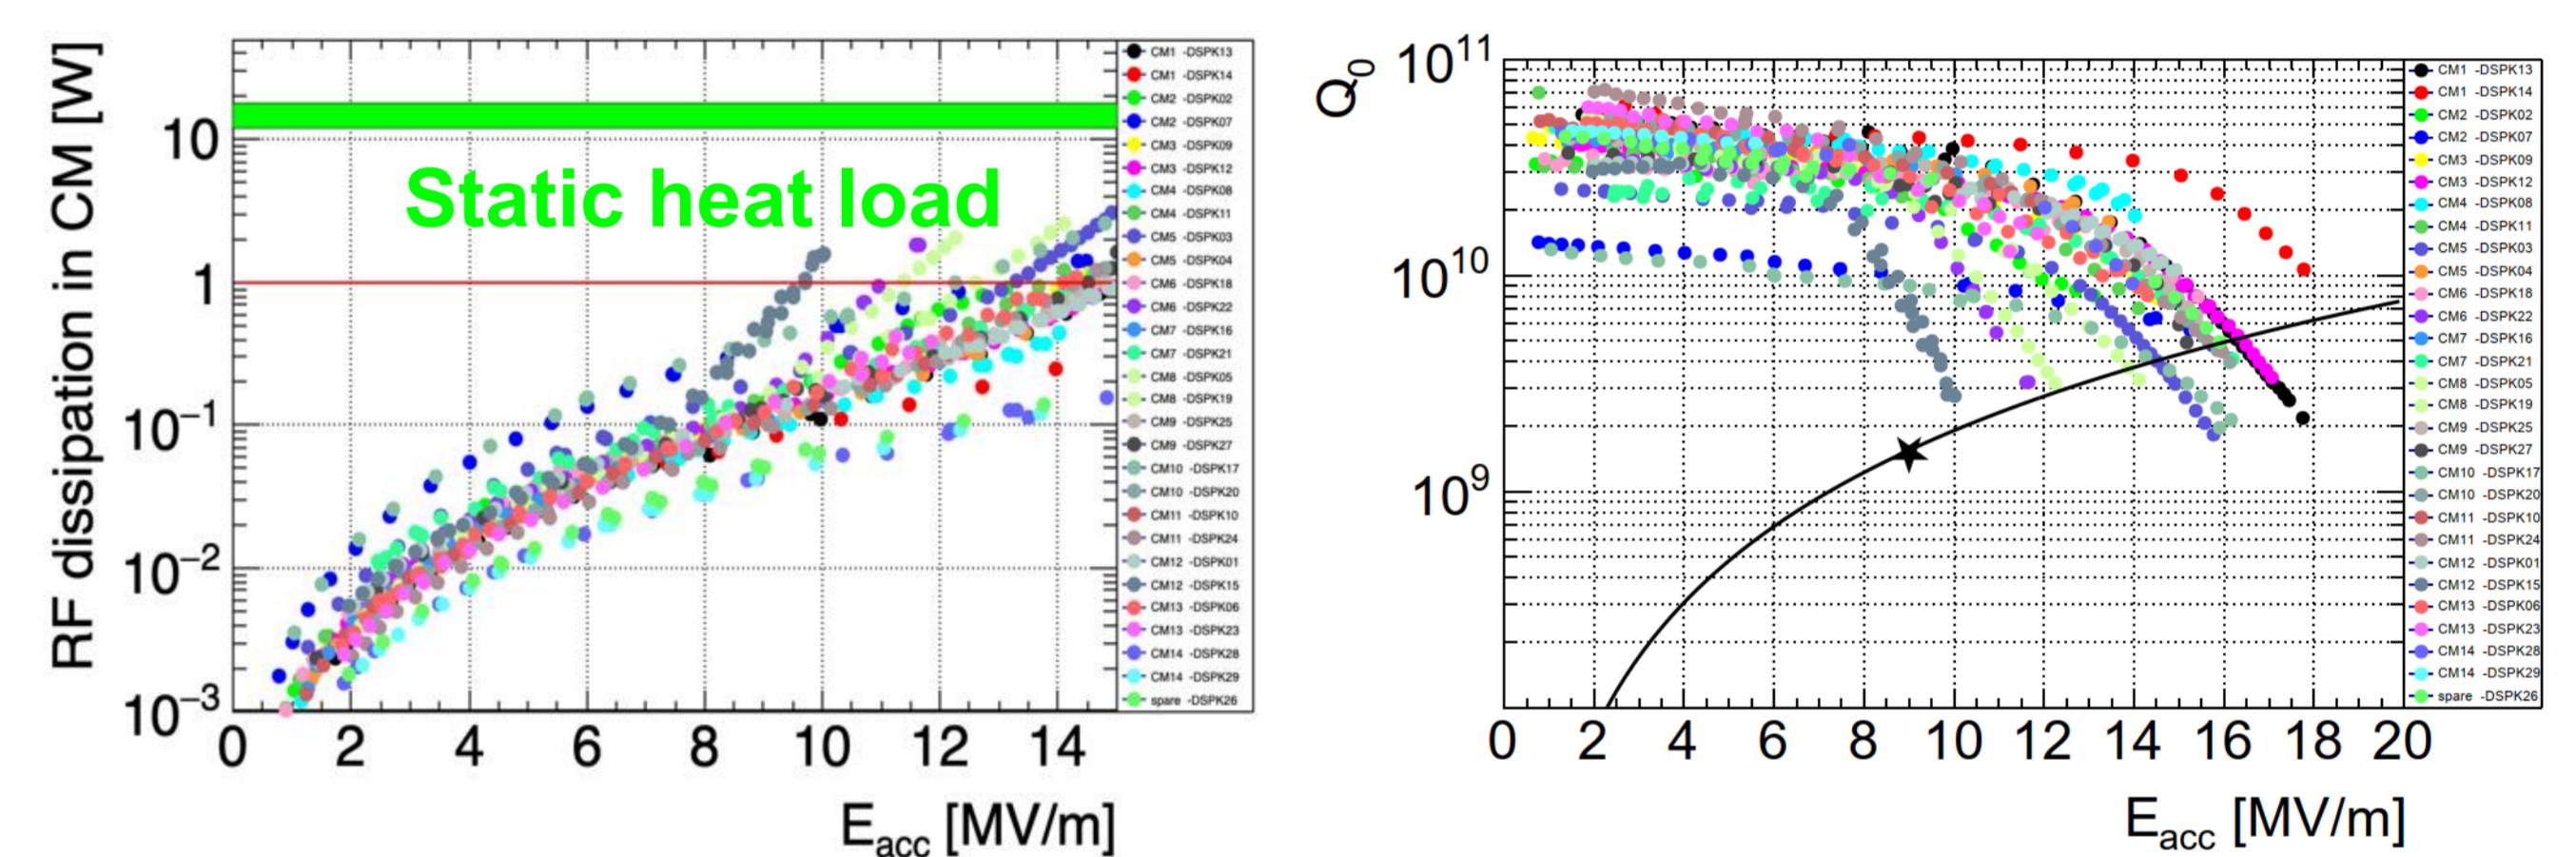 RF dissipation in CM [W]
10
1
10⁻¹
10⁻²
10⁻³
Static heat load
0 2 4 6 8 10 12 14
Eacc [MV/m]
CM1 -DSPK13
CM1 -DSPK14
CM2 -DSPK02
CM2 -DSPK07
CM3 -DSPK09
CM3 -DSPK12
CM4 -DSPK08
CM4 -DSPK11
CM5 -DSPK03
CM5 -DSPK04
CM6 -DSPK18
CM6 -DSPK22
CM7 -DSPK16
CM7 -DSPK21
CM8 -DSPK05
CM8 -DSPK19
CM9 -DSPK25
CM9 -DSPK27
CM10 -DSPK17
CM10 -DSPK20
CM11 -DSPK10
CM11 -DSPK24
CM12 -DSPK01
CM12 -DSPK15
CM13 -DSPK06
CM13 -DSPK23
CM14 -DSPK28
CM14 -DSPK29
spare -DSPK26
Q₀
10¹¹
10¹⁰
10⁹
0 2 4 6 8 10 12 14 16 18 20
Eacc [MV/m]
CM1 -DSPK13
CM1 -DSPK14
CM2 -DSPK02
CM2 -DSPK07
CM3 -DSPK09
CM3 -DSPK12
CM4 -DSPK08
CM4 -DSPK11
CM5 -DSPK03
CM5 -DSPK04
CM6 -DSPK18
CM6 -DSPK22
CM7 -DSPK16
CM7 -DSPK21
CM8 -DSPK05
CM8 -DSPK19
CM9 -DSPK25
CM9 -DSPK27
CM10 -DSPK17
CM10 -DSPK20
CM11 -DSPK10
CM11 -DSPK24
CM12 -DSPK01
CM12 -DSPK15
CM13 -DSPK06
CM13 -DSPK23
CM14 -DSPK28
CM14 -DSPK29
spare -DSPK26